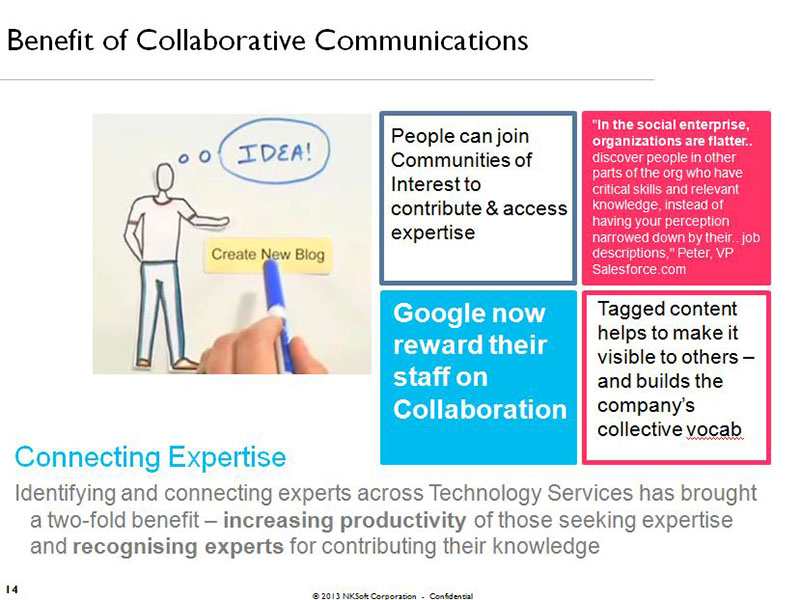 Benefit of Collaborative Communications
IDEA!
Create New Blog
People can join
Communities of
Interest to
contribute & access
expertise
"In the social enterprise,
organizations are flatter..
discover people in other
parts of the org who have
critical skills and relevant
knowledge, instead of
having your perception
narrowed down by their.. job
descriptions," Peter, VP
Salesforce.com
Google now
reward their
staff on
Collaboration
Tagged content
helps to make it
visible to others –
and builds the
company's
collective vocab
Connecting Expertise
Identifying and connecting experts across Technology Services has brought
a two-fold benefit – increasing productivity of those seeking expertise
and recognising experts for contributing their knowledge
14
© 2013 NKSoft Corporation - Confidential